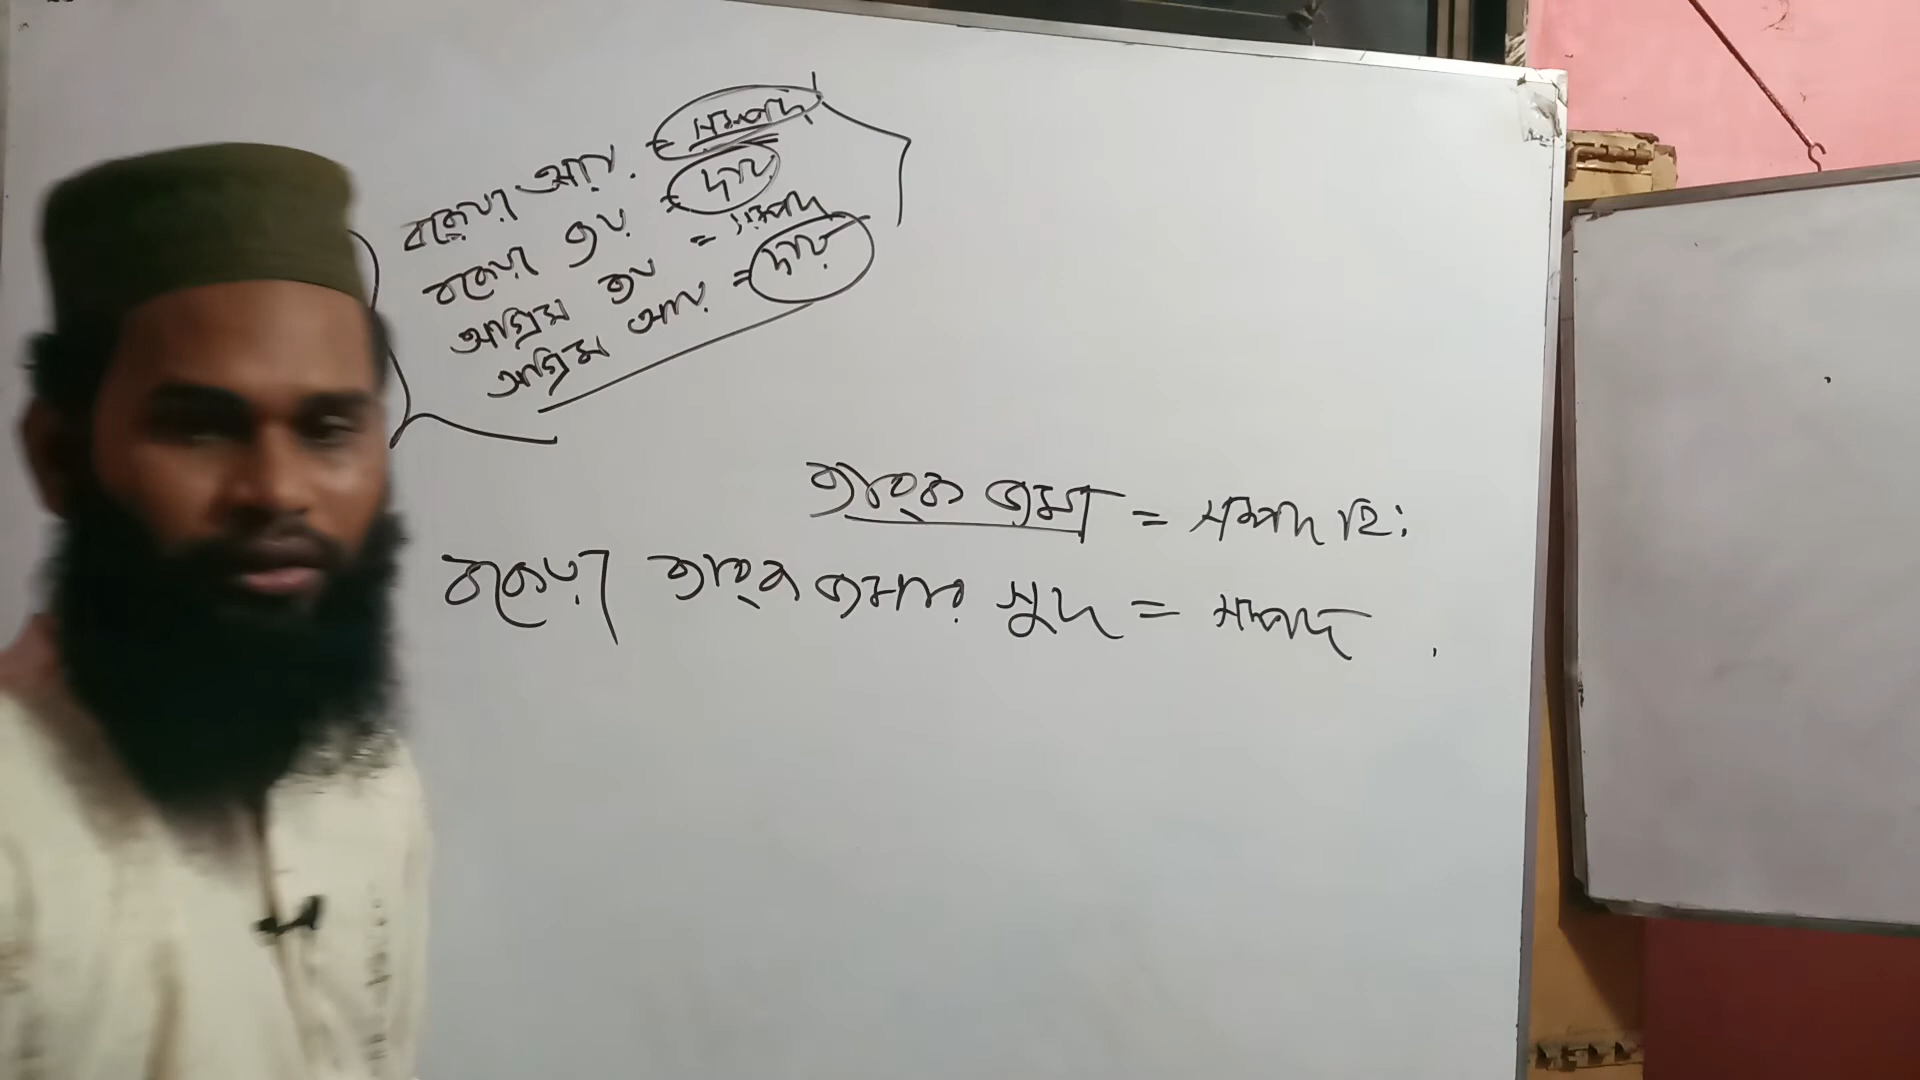 বকেয়া আয় = সম্পদ
বকেয়া ব্যয় = দায়
অগ্রিম ব্যয় = সম্পদ
অগ্রিম আয় = দায়
ব্যাংক জমা = সম্পদ হি:
বকেয়া ব্যাংক জমার সুদ = সম্পদ